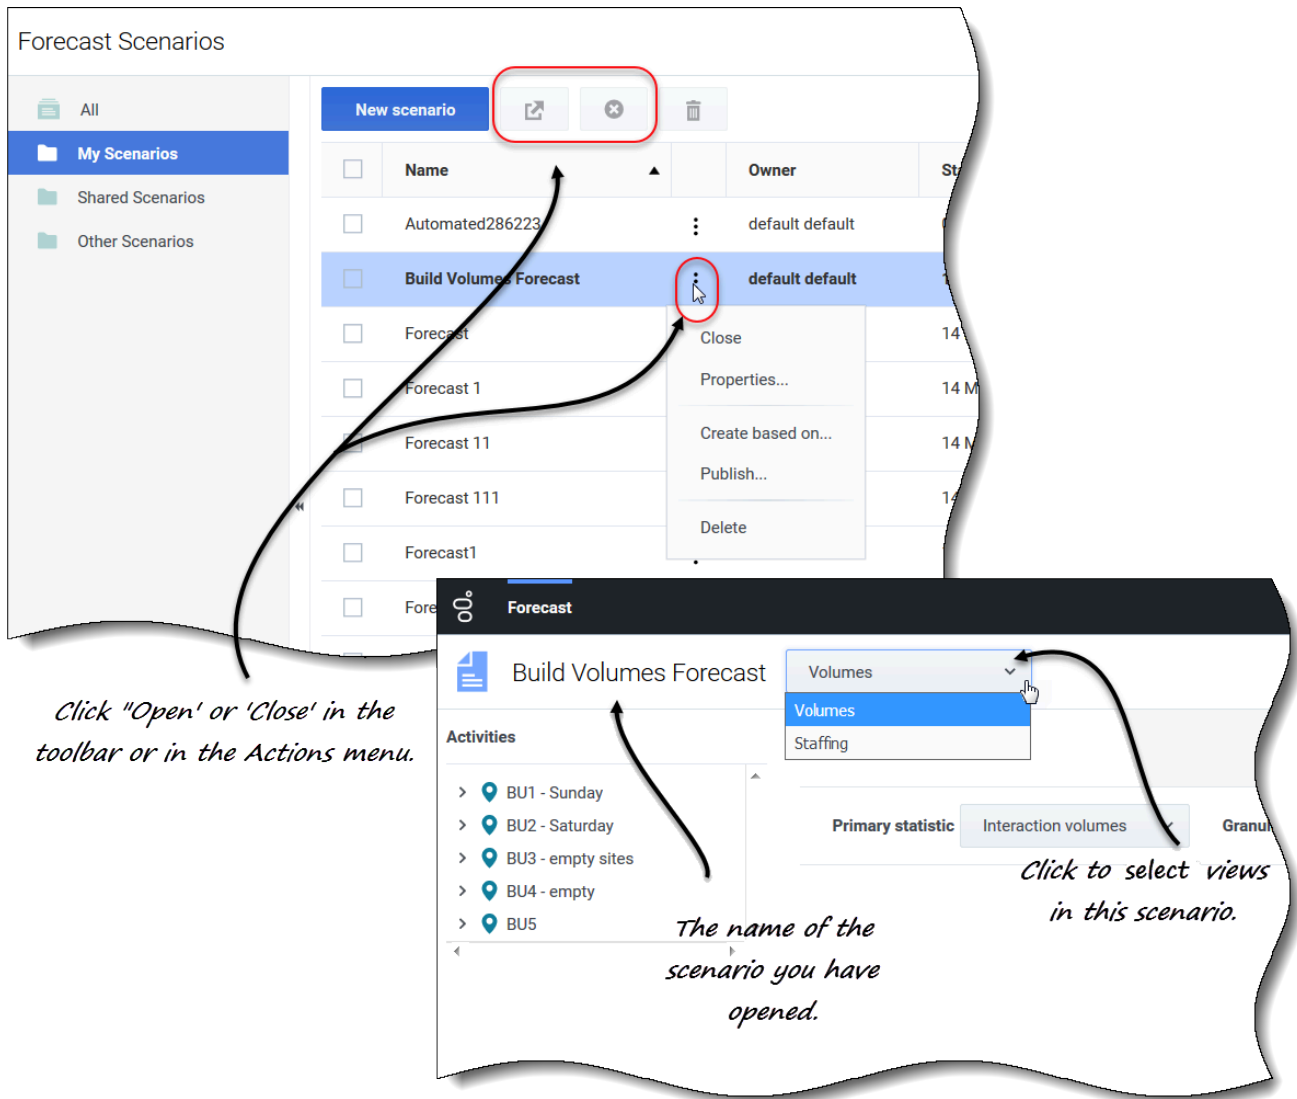 Forecast Scenarios
All
My Scenarios
Shared Scenarios
Other Scenarios
New scenario
Name
Owner
Automated286223
default default
Build Volumes Forecast
default default
Forecast
14
Forecast 1
14 M
Forecast 11
14
Forecast 111
14
Forecast1
Fore
Close
Properties...
Create based on...
Publish...
Delete
Click "Open' or 'Close' in the
toolbar or in the Actions menu.
Forecast
Build Volumes Forecast
Volumes
Volumes
Staffing
Activities
BU1 - Sunday
BU2 - Saturday
BU3 - empty sites
BU4 - empty
BU5
Primary statistic
Interaction volumes
Granul
Click to select views
in this scenario.
The name of the
scenario you have
opened.